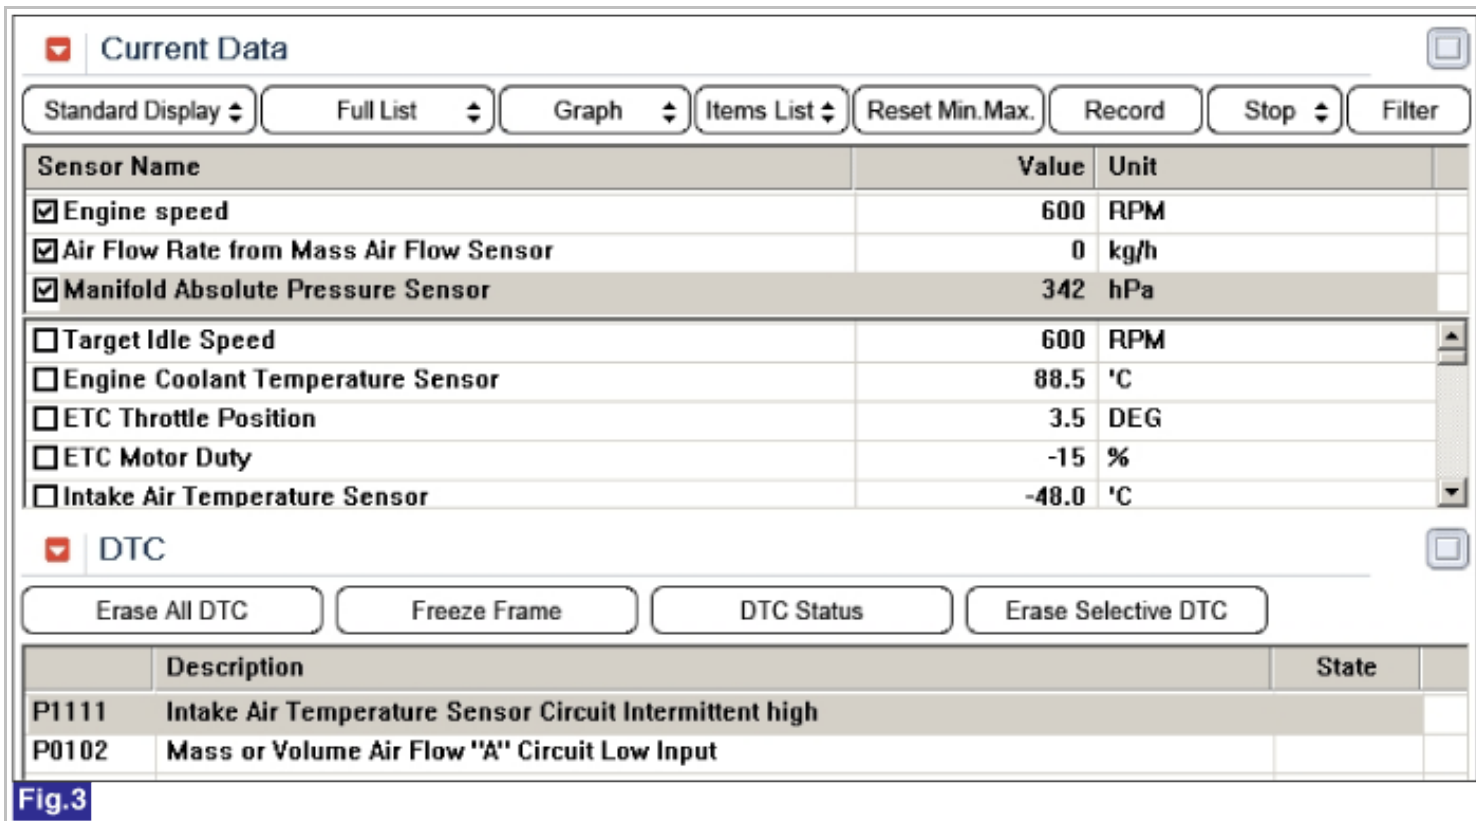 Current Data
Standard Display Full List Graph Items List Reset Min.Max. Record Stop Filter
Sensor Name Value Unit
Engine speed 600 RPM
Air Flow Rate from Mass Air Flow Sensor 0 kg/h
Manifold Absolute Pressure Sensor 342 hPa
Target Idle Speed 600 RPM
Engine Coolant Temperature Sensor 88.5 'C
ETC Throttle Position 3.5 DEG
ETC Motor Duty -15 %
Intake Air Temperature Sensor -48.0 'C
DTC
Erase All DTC Freeze Frame DTC Status Erase Selective DTC
Description State
P1111 Intake Air Temperature Sensor Circuit Intermittent high
P0102 Mass or Volume Air Flow "A" Circuit Low Input
Fig.3